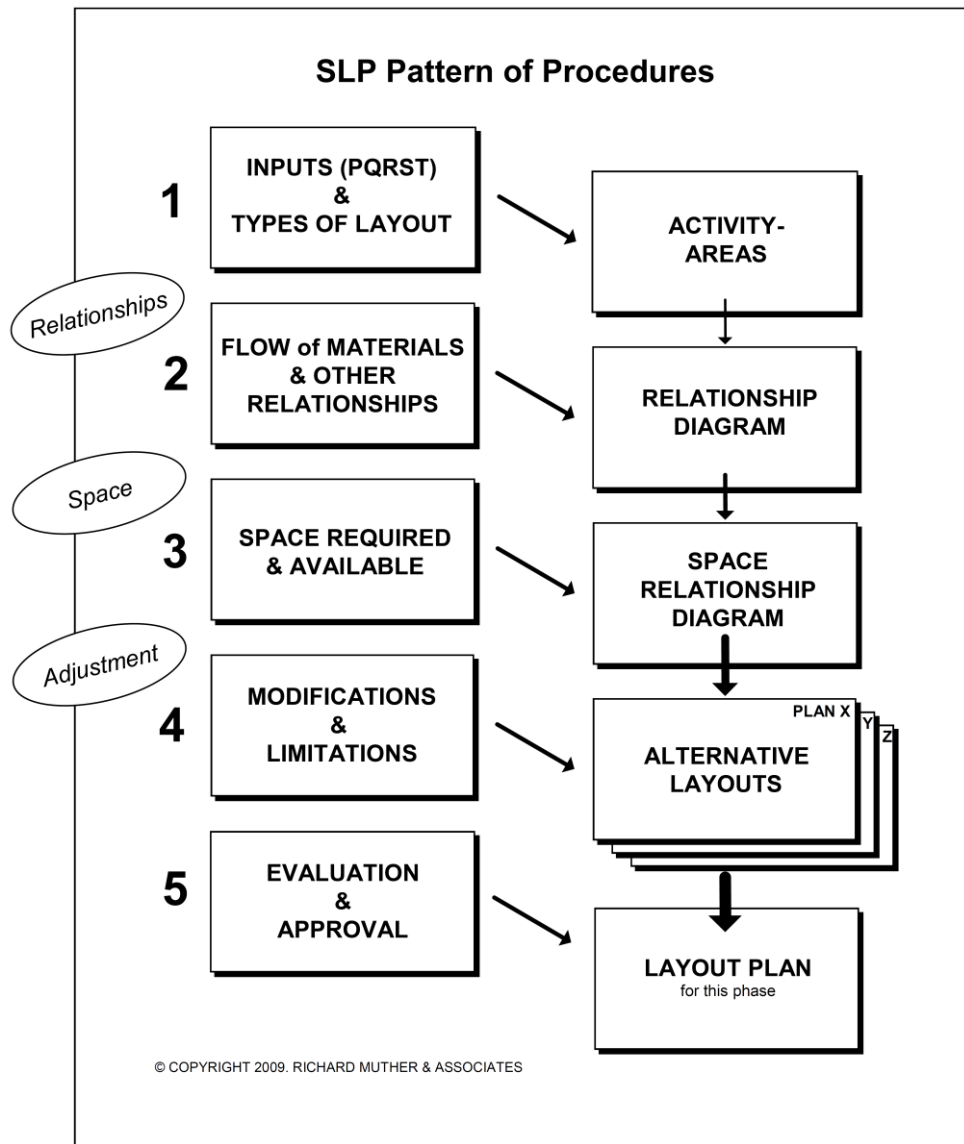 SLP Pattern of Procedures
1
INPUTS (PQRST)
&
TYPES OF LAYOUT
ACTIVITY-
AREAS
Relationships
2
FLOW of MATERIALS
& OTHER
RELATIONSHIPS
RELATIONSHIP
DIAGRAM
Space
3
SPACE REQUIRED
& AVAILABLE
SPACE
RELATIONSHIP
DIAGRAM
Adjustment
4
MODIFICATIONS
&
LIMITATIONS
PLAN X
Y
Z
ALTERNATIVE
LAYOUTS
5
EVALUATION
&
APPROVAL
LAYOUT PLAN
for this phase
© COPYRIGHT 2009. RICHARD MUTHER & ASSOCIATES